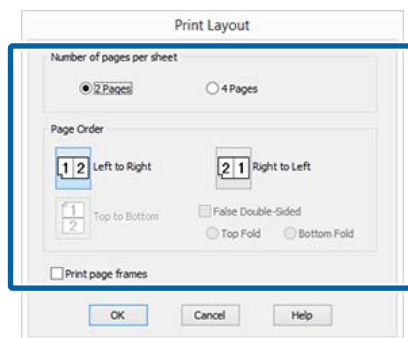 Print Layout
Number of pages per sheet
2 Pages 4 Pages
Page Order
1 2 Left to Right 2 1 Right to Left
1 2 Top to Bottom False Double-Sided
Top Fold Bottom Fold
Print page frames
OK Cancel Help